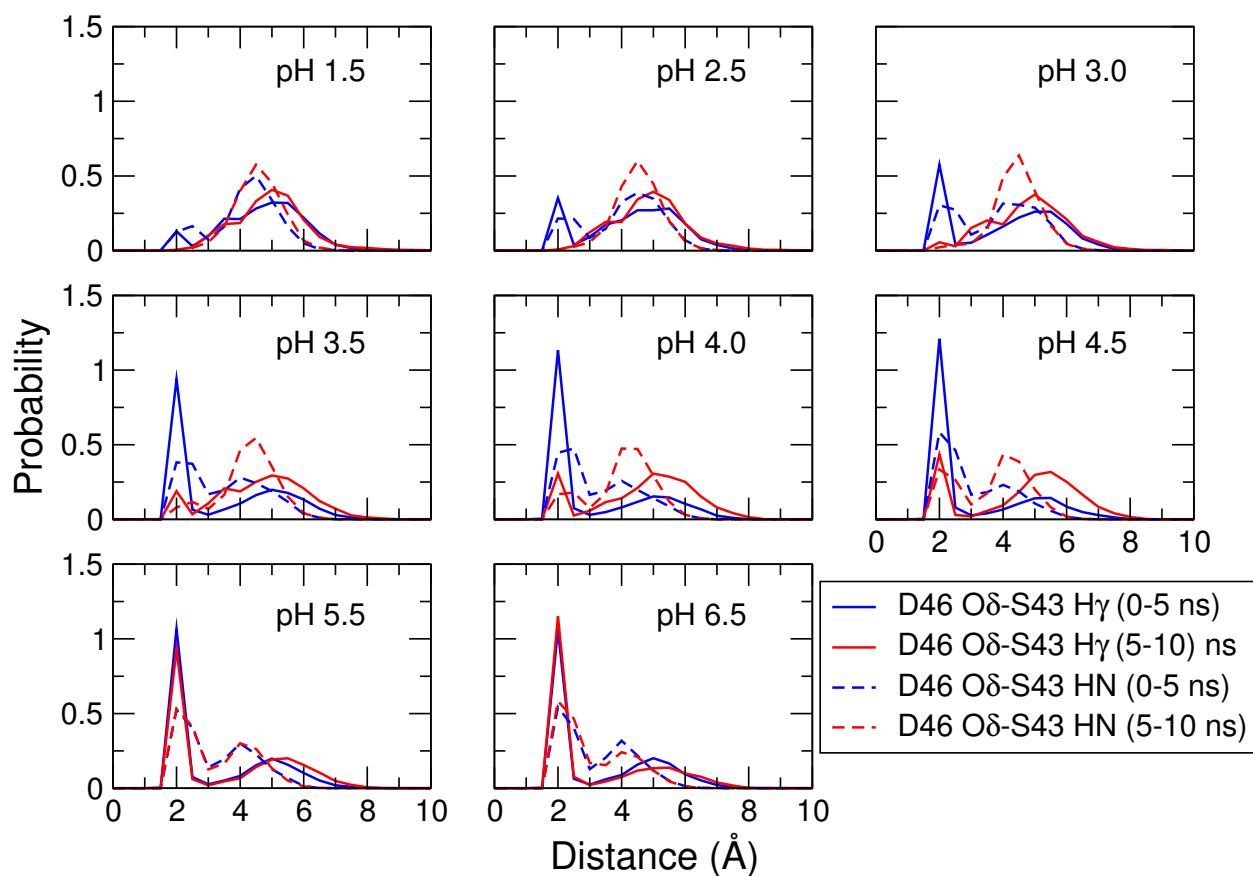 1.5
1
0.5
0
pH 1.5
pH 2.5
pH 3.0
1.5
1
0.5
0
pH 3.5
pH 4.0
pH 4.5
0 2 4 6 8 10
Probability
1.5
1
0.5
0
pH 5.5
pH 6.5
0 2 4 6 8 10
0 2 4 6 8 10
Distance (Å)
D46 Oδ-S43 Hγ (0-5 ns)
D46 Oδ-S43 Hγ (5-10) ns
D46 Oδ-S43 HN (0-5 ns)
D46 Oδ-S43 HN (5-10 ns)